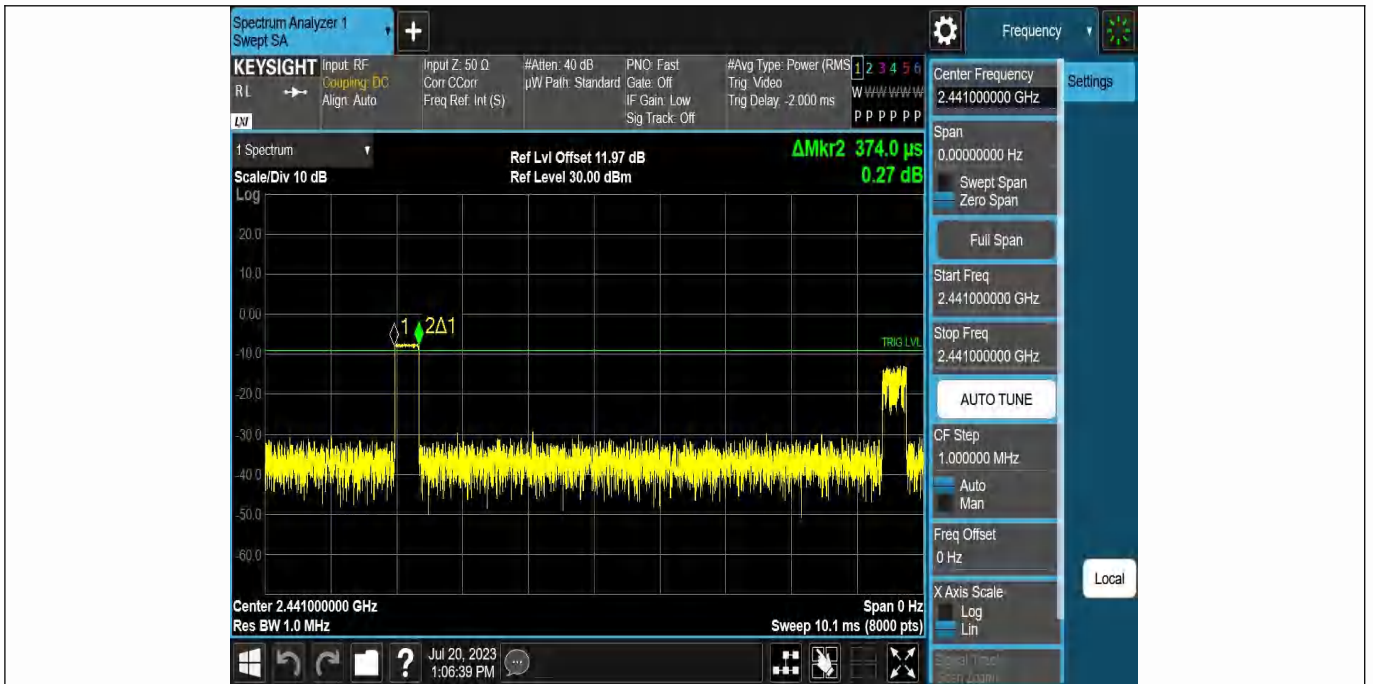 Spectrum Analyzer 1
Swept SA
+
Frequency
KEYSIGHT
RL
LXI
Input: RF
Coupling: DC
Align: Auto
Input Z: 50 Ω
Corr CCorr
Freq Ref: Int (S)
#Atten: 40 dB
µW Path: Standard
PNO: Fast
Gate: Off
IF Gain: Low
Sig Track: Off
#Avg Type: Power (RMS
Trig: Video
Trig Delay: -2.000 ms
1 2 3 4 5 6
W W W W W W
P P P P P P
1 Spectrum
Scale/Div 10 dB
Log
Ref Lvl Offset 11.97 dB
Ref Level 30.00 dBm
ΔMkr2 374.0 µs
0.27 dB
20.0
10.0
0.00
-10.0
-20.0
-30.0
-40.0
-50.0
-60.0
1
2Δ1
TRIG LVL
Center 2.441000000 GHz
Res BW 1.0 MHz
Span 0 Hz
Sweep 10.1 ms (8000 pts)
Center Frequency
2.441000000 GHz
Settings
Span
0.00000000 Hz
Swept Span
Zero Span
Full Span
Start Freq
2.441000000 GHz
Stop Freq
2.441000000 GHz
AUTO TUNE
CF Step
1.000000 MHz
Auto
Man
Freq Offset
0 Hz
Local
X Axis Scale
Log
Lin
Signal Track
?
Jul 20, 2023
1:06:39 PM